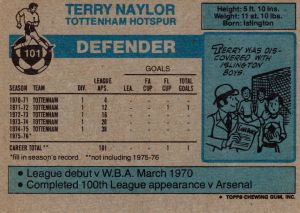 TERRY NAYLOR
TOTTENHAM HOTSPUR
Height: 5 ft. 10 ins.
Weight: 11 st. 10 lbs.
Born: Islington
101
DEFENDER
TERRY WAS DIS-
COVERED WITH
ISLINGTON
BOYS.
GOALS
LEAGUE FA CUP FL CUP TOTAL GOALS
SEASON TEAM DIV. APS. LEA.
1970-71 TOTTENHAM 1 4
1971-72 TOTTENHAM 1 12
1972-73 TOTTENHAM 1 16
1973-74 TOTTENHAM 1
1974-75 TOTTENHAM 1
1975-76*
CAREER TOTAL **
*fill in season's record. **not including 1975-76
League debut v W.B.A. March 1970
Completed 100th League appearance v Arsenal
TOPPS-CHEWING GUM, INC.